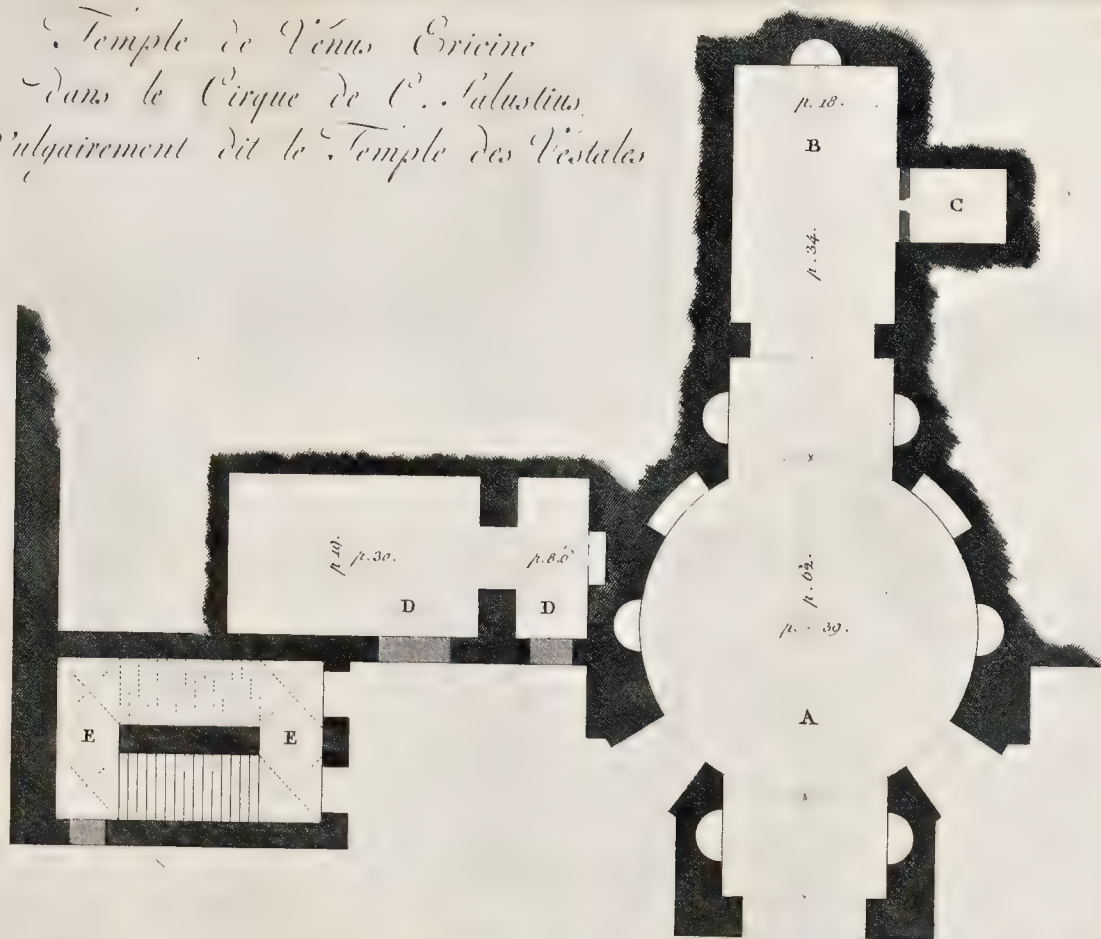 Temple de Vénus Ericine
dans le Cirque de C. Salustius,
Vulgairement dit le Temple des Vestales
p. 18.
B
C
p. 34.
p. 30.
p. 8.6
D
D
p. 62.
p. 39.
A
E
E